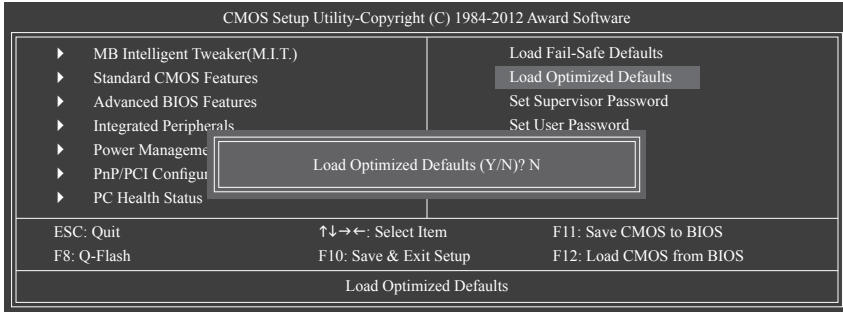 CMOS Setup Utility-Copyright (C) 1984-2012 Award Software
MB Intelligent Tweaker(M.I.T.)
Standard CMOS Features
Advanced BIOS Features
Integrated Peripherals
Power Manageme
PnP/PCI Configur
PC Health Status
Load Fail-Safe Defaults
Load Optimized Defaults
Set Supervisor Password
Set User Password
Load Optimized Defaults (Y/N)? N
ESC: Quit
↑↓→←: Select Item
F11: Save CMOS to BIOS
F8: Q-Flash
F10: Save & Exit Setup
F12: Load CMOS from BIOS
Load Optimized Defaults